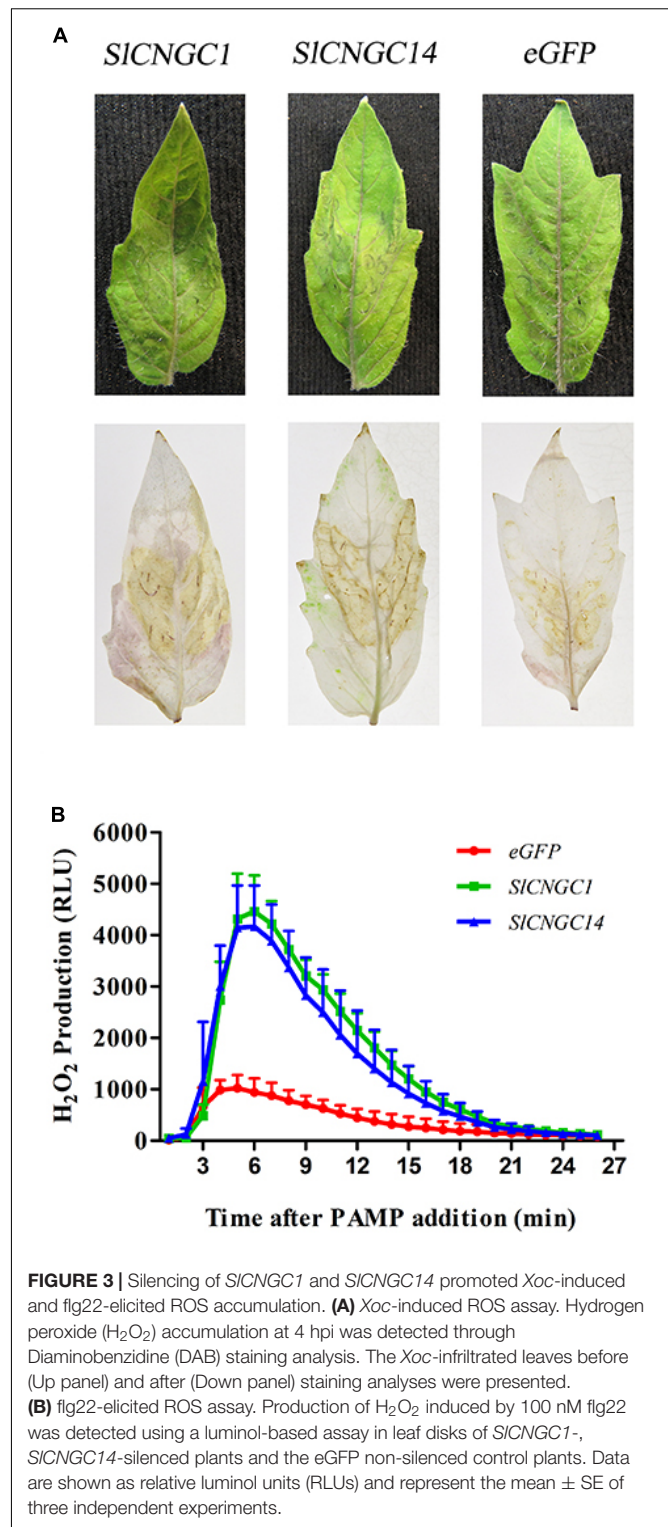 A
SlCNGC1 SlCNGC14 eGFP
B
6000
5000
4000
3000
2000
1000
0
H₂O₂ Production (RLU)
eGFP
SlCNGC1
SlCNGC14
3 6 9 12 15 18 21 24 27
Time after PAMP addition (min)
FIGURE 3 | Silencing of SlCNGC1 and SlCNGC14 promoted Xoc-induced
and flg22-elicited ROS accumulation. (A) Xoc-induced ROS assay. Hydrogen
peroxide (H₂O₂) accumulation at 4 hpi was detected through
Diaminobenzidine (DAB) staining analysis. The Xoc-infriltrated leaves before
(Up panel) and after (Down panel) staining analyses were presented.
(B) flg22-elicited ROS assay. Production of H₂O₂ induced by 100 nM flg22
was detected using a luminol-based assay in leaf disks of SlCNGC1-,
SlCNGC14-silenced plants and the eGFP non-silenced control plants. Data
are shown as relative luminol units (RLUs) and represent the mean ± SE of
three independent experiments.